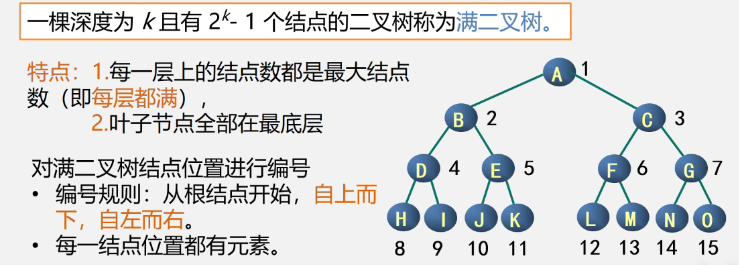 一棵深度为 k 且有 2ᵏ- 1 个结点的二叉树称为满二叉树。
特点：1.每一层上的结点数都是最大结点
数（即每层都满），
2.叶子节点全部在最底层
对满二叉树结点位置进行编号
• 编号规则：从根结点开始，自上而
下，自左而右。
• 每一结点位置都有元素。
A 1
B 2 C 3
D 4 E 5 F 6 G 7
H I J K L M N O
8 9 10 11 12 13 14 15